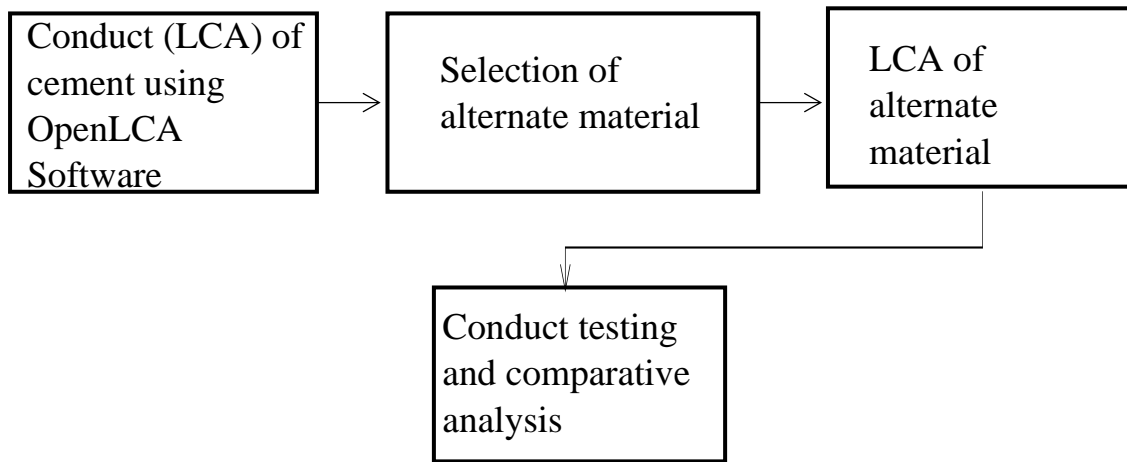 Conduct (LCA) of
cement using
OpenLCA
Software
Selection of
alternate material
LCA of
alternate
material
Conduct testing
and comparative
analysis